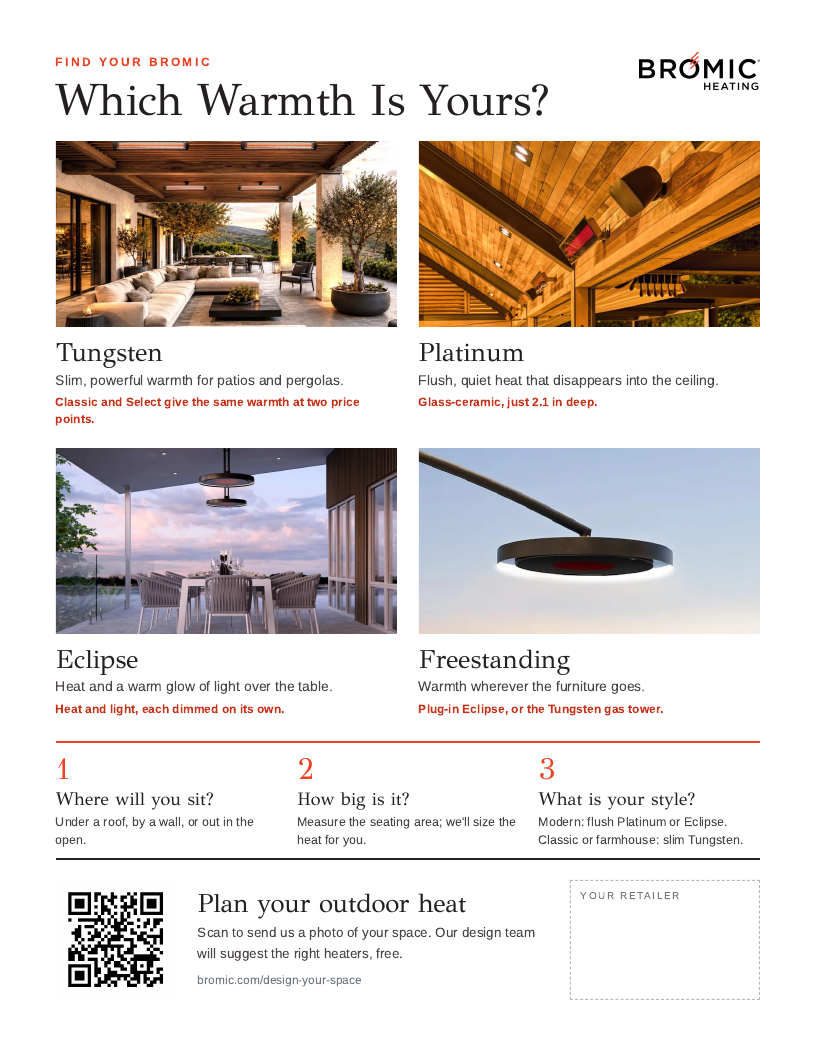 FIND YOUR BROMIC
BROMIC
HEATING
Which Warmth Is Yours?
Tungsten
Slim, powerful warmth for patios and pergolas.
Classic and Select give the same warmth at two price
points.
Platinum
Flush, quiet heat that disappears into the ceiling.
Glass-ceramic, just 2.1 in deep.
Eclipse
Heat and a warm glow of light over the table.
Heat and light, each dimmed on its own.
Freestanding
Warmth wherever the furniture goes.
Plug-in Eclipse, or the Tungsten gas tower.
1
Where will you sit?
Under a roof, by a wall, or out in the
open.
2
How big is it?
Measure the seating area; we'll size the
heat for you.
3
What is your style?
Modern: flush Platinum or Eclipse.
Classic or farmhouse: slim Tungsten.
Plan your outdoor heat
Scan to send us a photo of your space. Our design team
will suggest the right heaters, free.
bromic.com/design-your-space
YOUR RETAILER